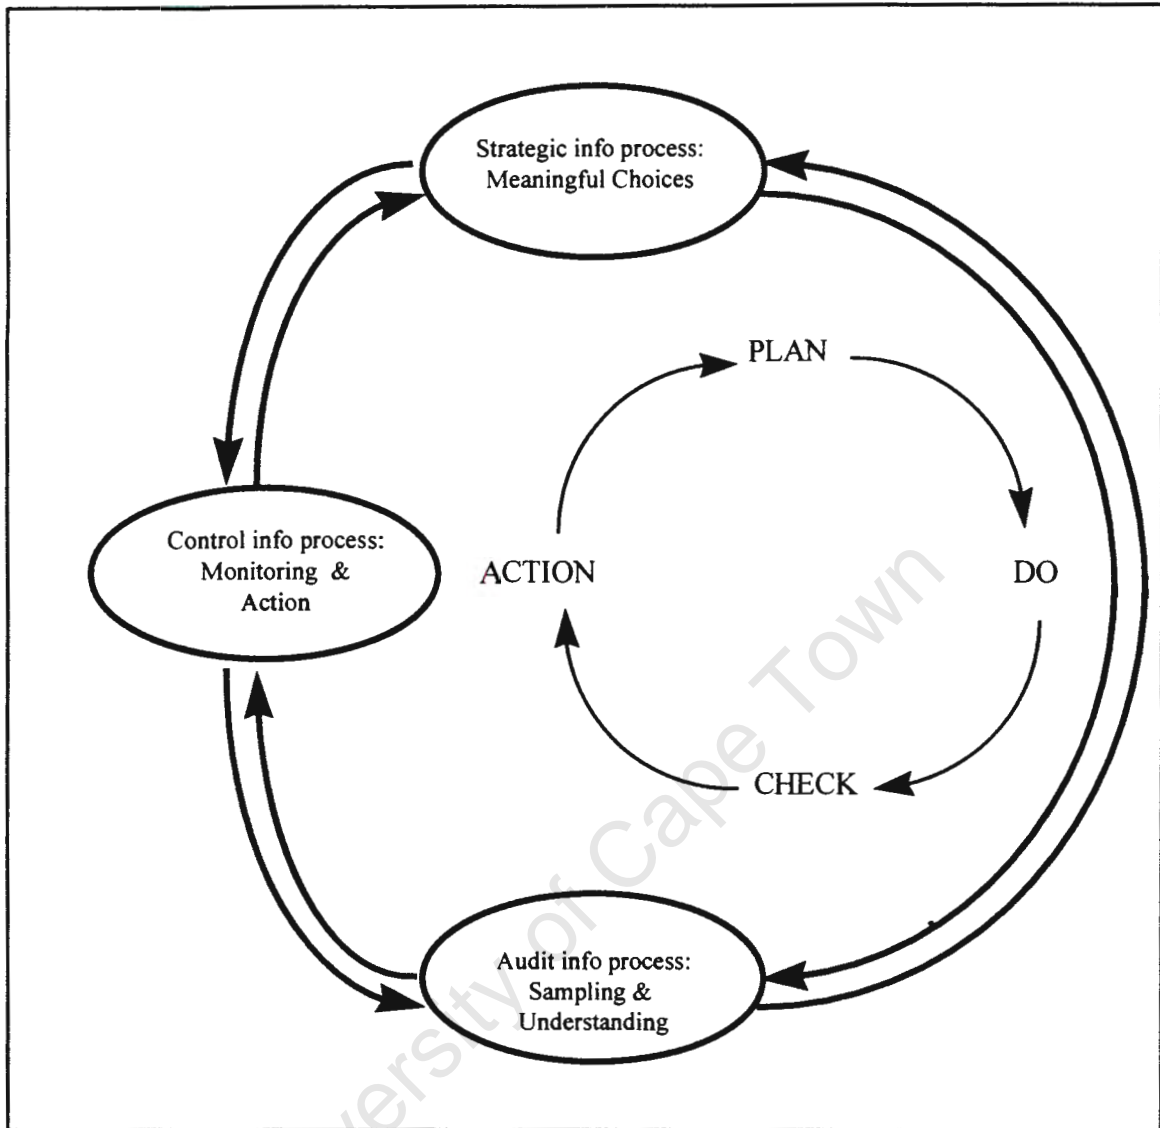 Strategic info process:
Meaningful Choices
PLAN
Control info process:
Monitoring &
Action
ACTION
DO
CHECK
Audit info process:
Sampling &
Understanding
University of Cape Town